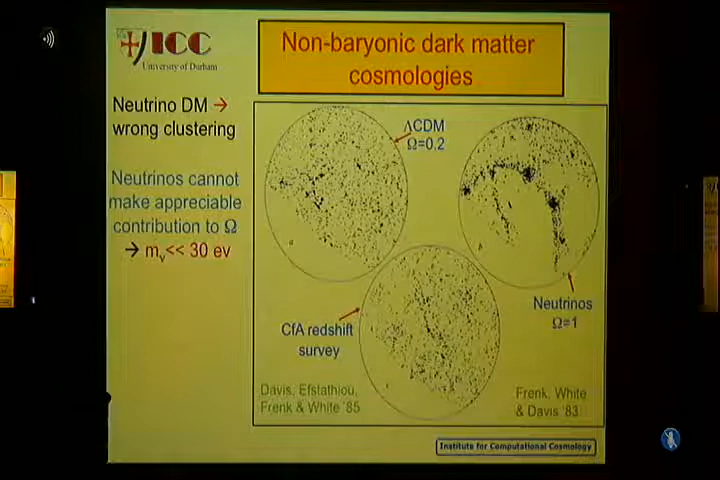 ICC
University of Durham
Non-baryonic dark matter
cosmologies
Neutrino DM →
wrong clustering
Neutrinos cannot
make appreciable
contribution to Ω
→ mν<< 30 ev
ΛCDM
Ω=0.2
Neutrinos
Ω=1
CfA redshift
survey
Davis, Efstathiou,
Frenk & White '85
Frenk, White
& Davis '83
Institute for Computational Cosmology